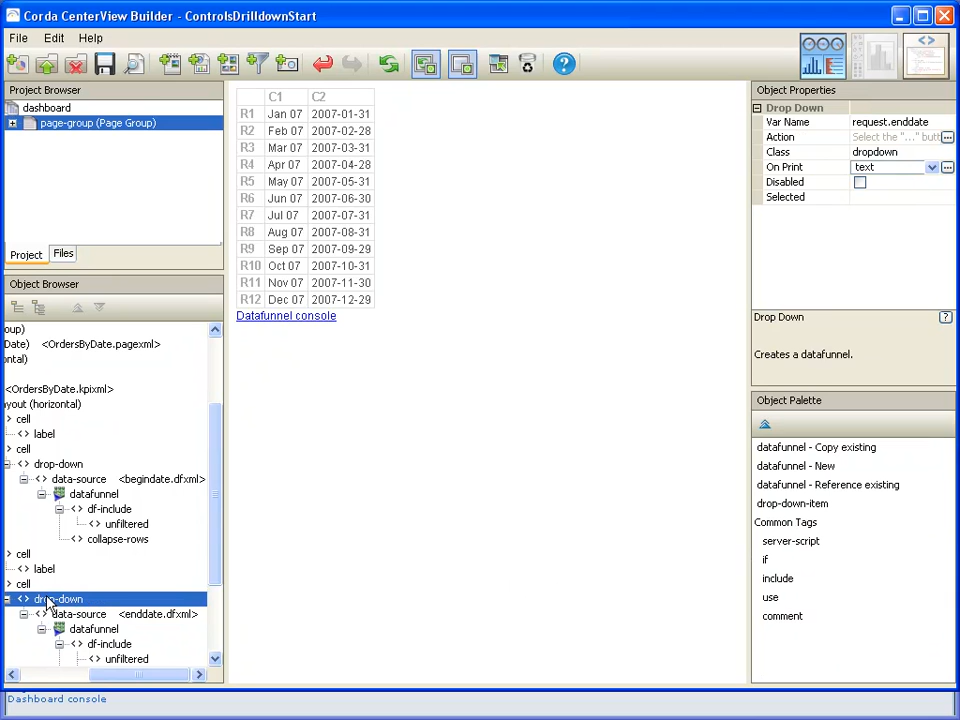 Corda CenterView Builder - ControlsDrilldownStart
File Edit Help
Project Browser
dashboard
page-group (Page Group)
Project Files
Object Browser
oup)
Date) <OrdersByDate.pagexml>
ontal)
<OrdersByDate.kpixml>
ayout (horizontal)
cell
label
cell
drop-down
data-source <begindate.dfxml>
datafunnel
df-include
unfiltered
collapse-rows
cell
label
cell
drop-down
data-source <enddate.dfxml>
datafunnel
df-include
unfiltered
C1 C2
R1 Jan 07 2007-01-31
R2 Feb 07 2007-02-28
R3 Mar 07 2007-03-31
R4 Apr 07 2007-04-28
R5 May 07 2007-05-31
R6 Jun 07 2007-06-30
R7 Jul 07 2007-07-31
R8 Aug 07 2007-08-31
R9 Sep 07 2007-09-29
R10 Oct 07 2007-10-31
R11 Nov 07 2007-11-30
R12 Dec 07 2007-12-29
Datafunnel console
Object Properties
Drop Down
Var Name request.enddate
Action Select the "..." butt
Class dropdown
On Print text
Disabled
Selected
Drop Down
Creates a datafunnel.
Object Palette
datafunnel - Copy existing
datafunnel - New
datafunnel - Reference existing
drop-down-item
Common Tags
server-script
if
include
use
comment
Dashboard console